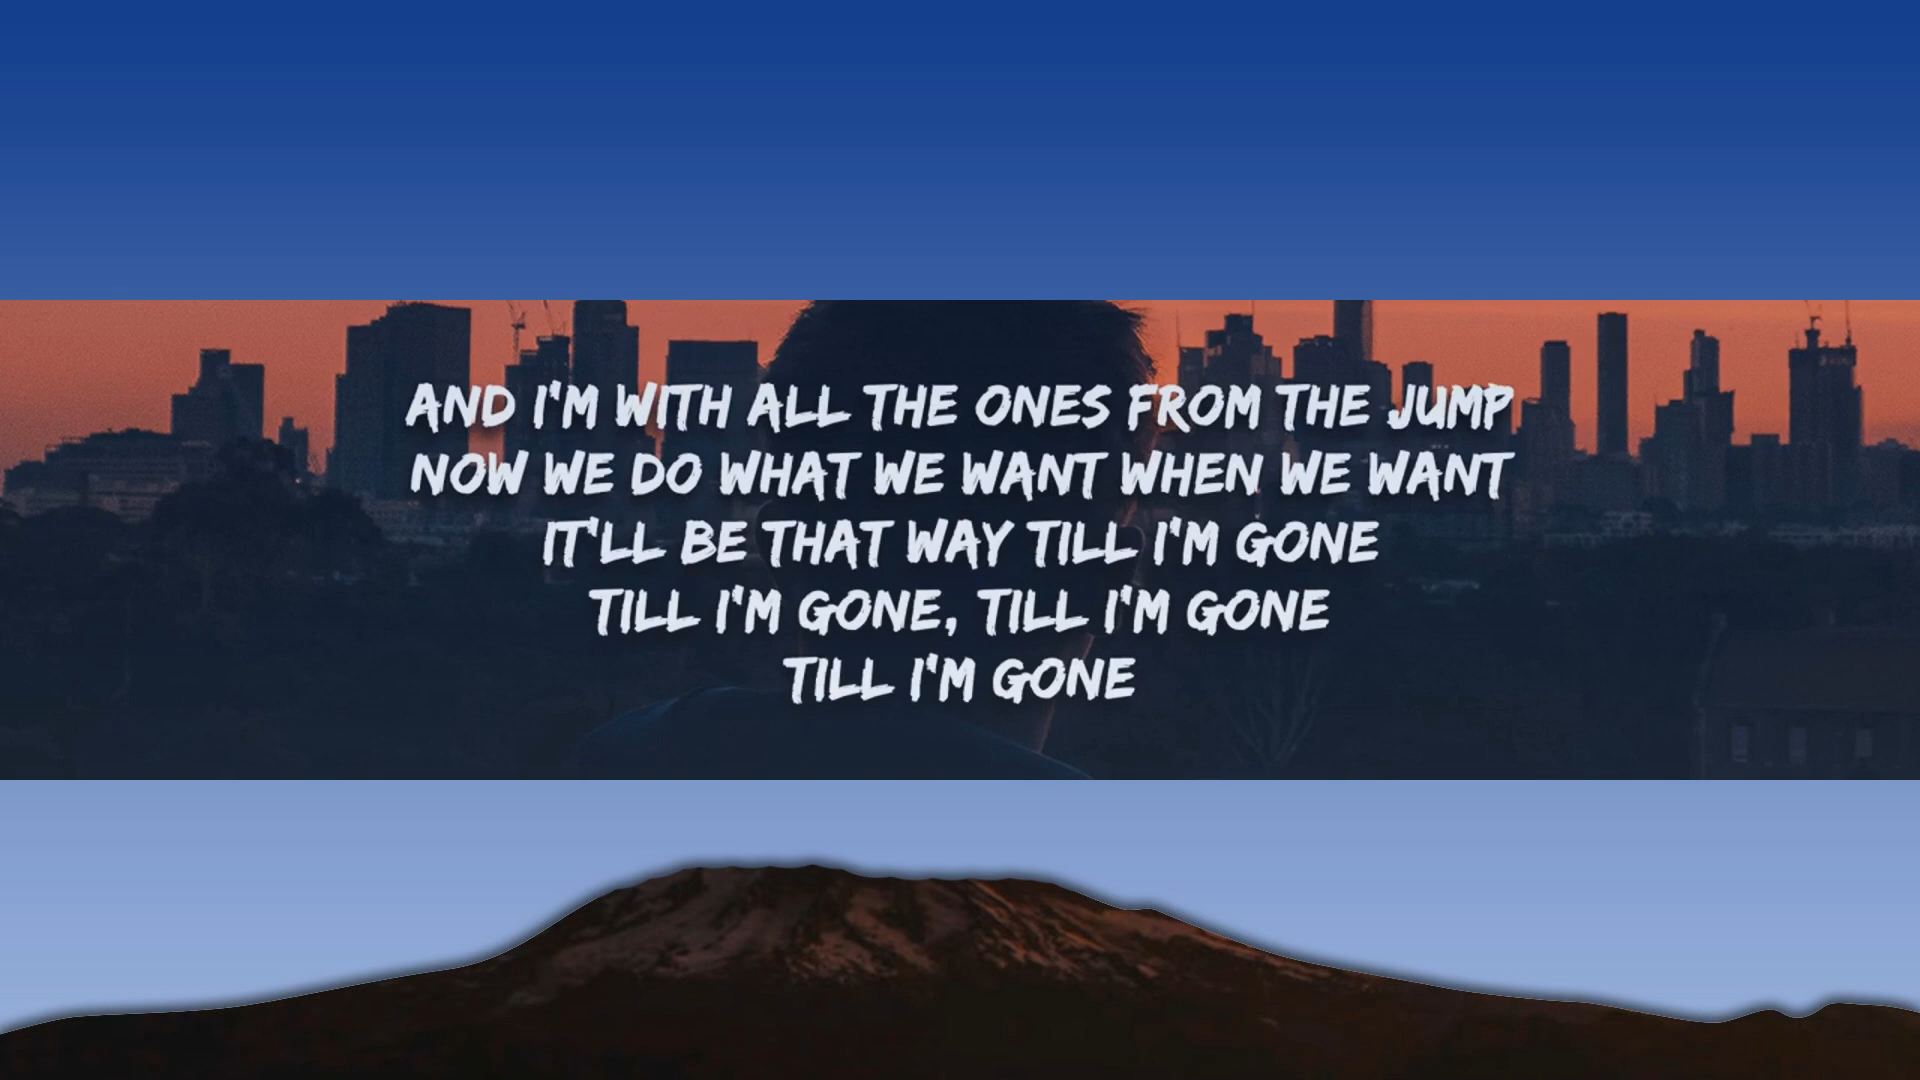 AND I'M WITH ALL THE ONES FROM THE JUMP
NOW WE DO WHAT WE WANT WHEN WE WANT
IT'LL BE THAT WAY TILL I'M GONE
TILL I'M GONE, TILL I'M GONE
TILL I'M GONE